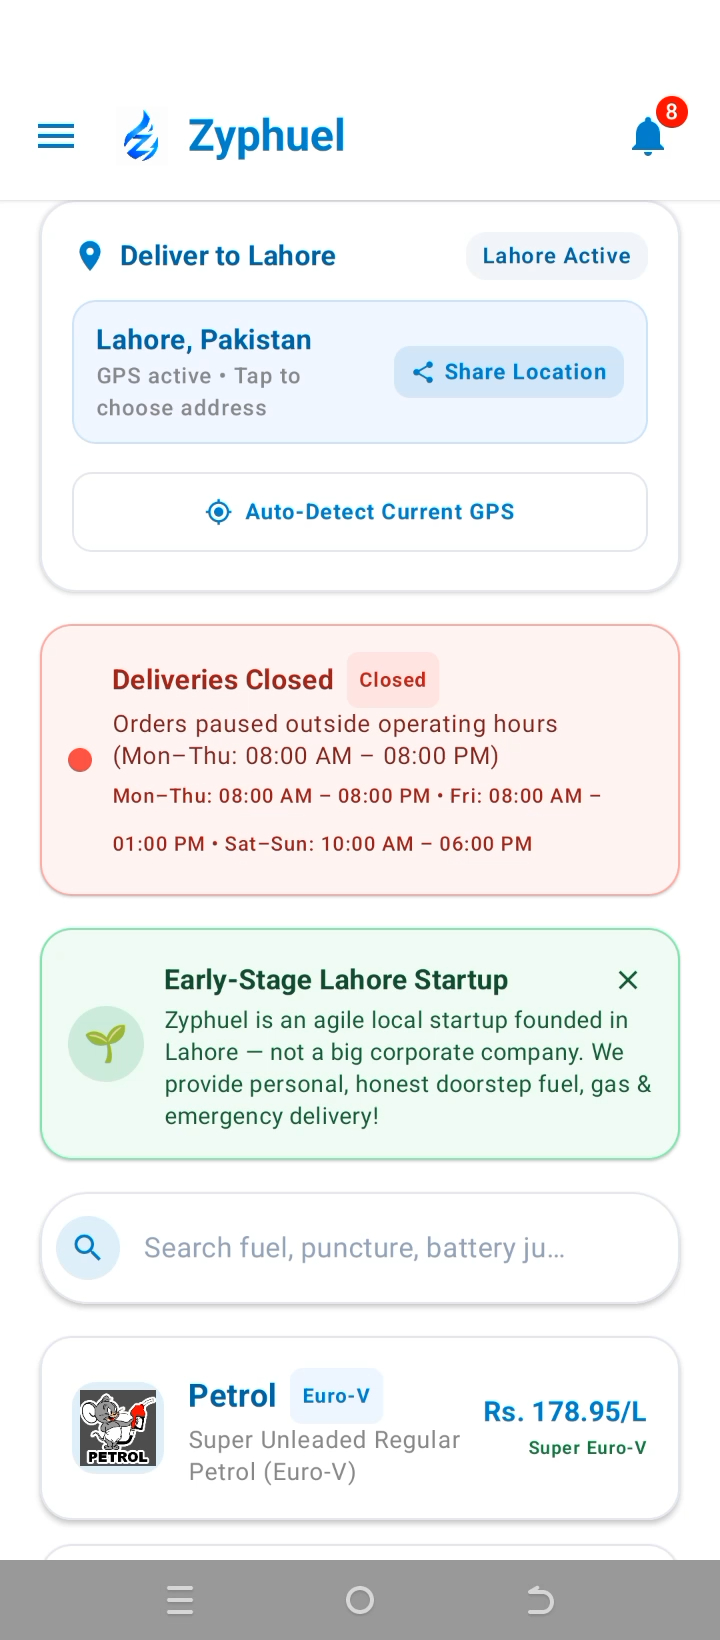 Zyphuel
8
Deliver to Lahore
Lahore Active
Lahore, Pakistan
GPS active • Tap to
choose address
Share Location
Auto-Detect Current GPS
Deliveries Closed
Closed
Orders paused outside operating hours
(Mon–Thu: 08:00 AM – 08:00 PM)
Mon–Thu: 08:00 AM – 08:00 PM • Fri: 08:00 AM –
01:00 PM • Sat–Sun: 10:00 AM – 06:00 PM
Early-Stage Lahore Startup
Zyphuel is an agile local startup founded in
Lahore — not a big corporate company. We
provide personal, honest doorstep fuel, gas &
emergency delivery!
Search fuel, puncture, battery ju...
PETROL
Petrol
Euro-V
Super Unleaded Regular
Petrol (Euro-V)
Rs. 178.95/L
Super Euro-V